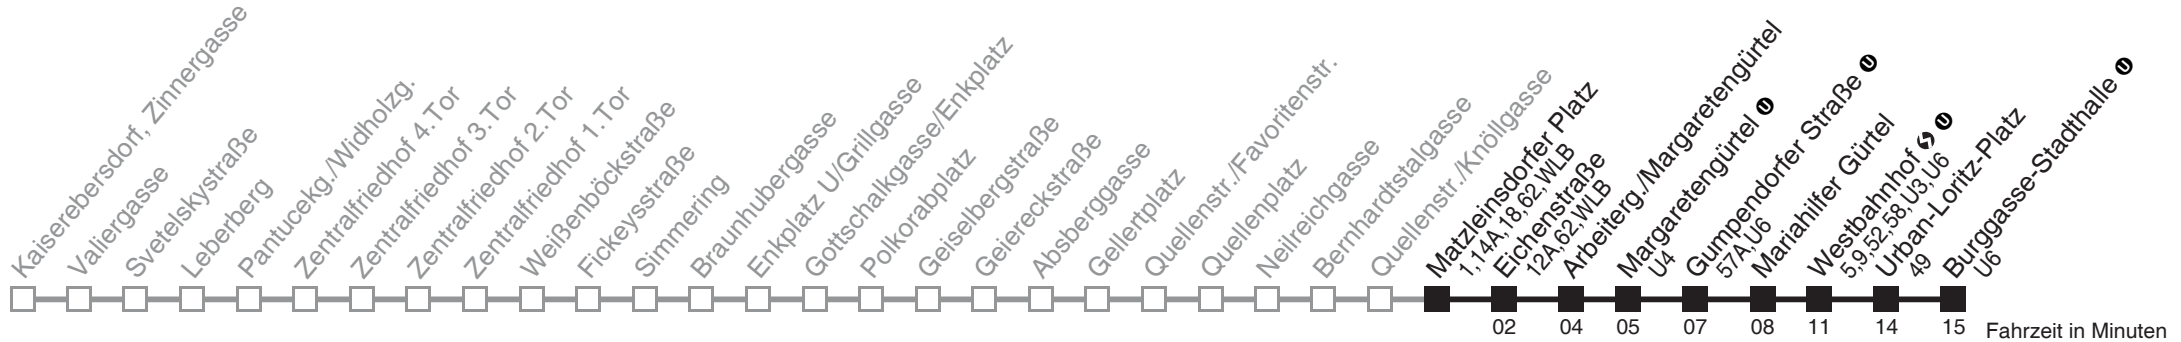 Kaiserebersdorf, Zinnergasse
Valiergasse
Svetelskystraße
Leberberg
Pantucekg./Widholzg.
Zentralfriedhof 4.Tor
Zentralfriedhof 3.Tor
Zentralfriedhof 2.Tor
Zentralfriedhof 1.Tor
Weißenböckstraße
Fickeysstraße
Simmering
Braunhubergasse
Enkplatz U/Grillgasse
Gottschalkgasse/Enkplatz
Polkorabplatz
Geiselbergstraße
Geiereckstraße
Absberggasse
Gellertplatz
Quellenstr./Favoritenstr.
Quellenplatz
Neilreichgasse
Bernhardtstalgasse
Quellenstr./Knöllgasse
Matzleinsdorfer Platz
1,14A,18,62,WLB
Eichenstraße
12A,62,WLB
Arbeiterg./Margaretengürtel
Margaretengürtel U
U4
Gumpendorfer Straße U
57A,U6
Mariahilfer Gürtel
Westbahnhof U
5,9,52,58,U3,U6
Urban-Loritz-Platz
49
Burggasse-Stadthalle U
U6
02 04 05 07 08 11 14 15 Fahrzeit in Minuten